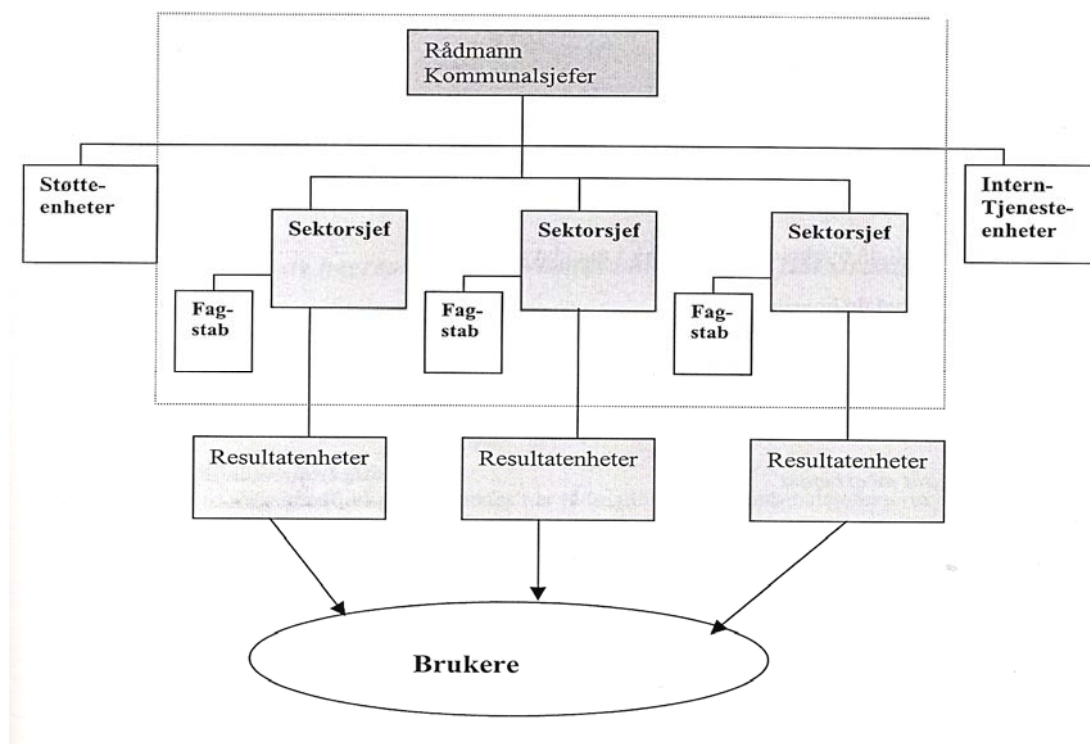 Rådmann
Kommunalsjefer
Støtte-
enheter
Intern-
Tjeneste-
enheter
Sektorsjef
Sektorsjef
Sektorsjef
Fag-
stab
Fag-
stab
Fag-
stab
Resultatenheter
Resultatenheter
Resultatenheter
Brukere